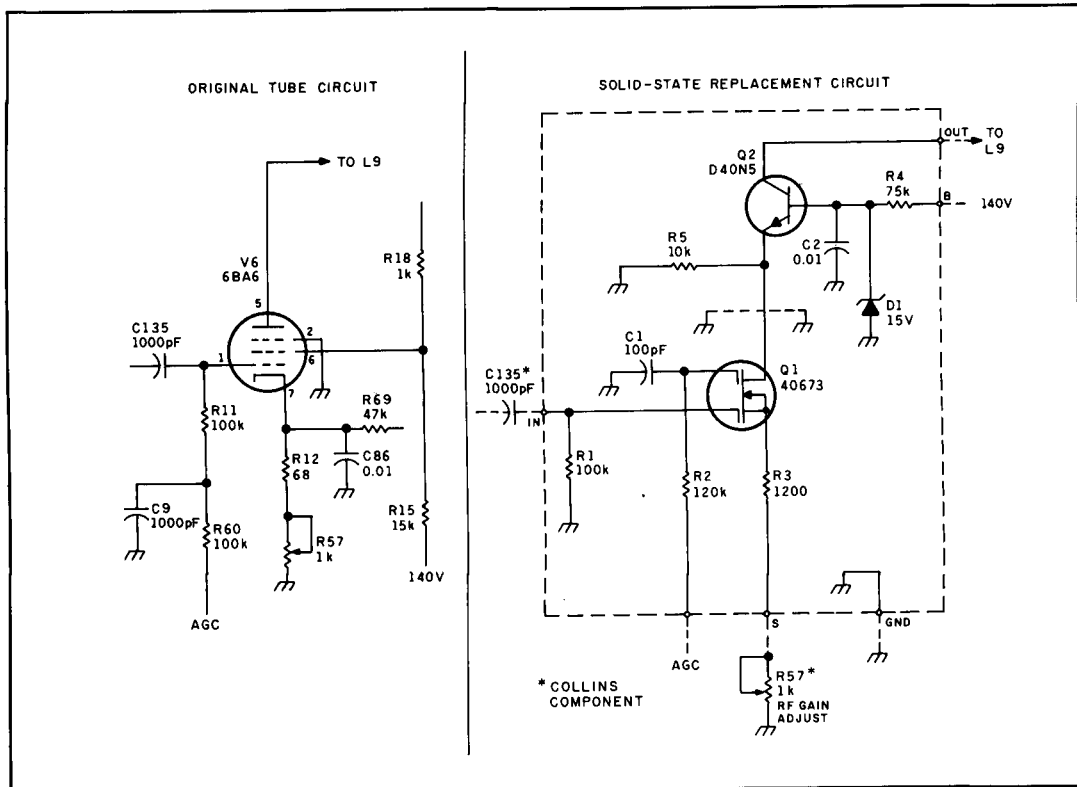 ORIGINAL TUBE CIRCUIT
TO L9
V6
6BA6
5
2
6
1
7
C135
1000pF
R11
100k
C9
1000pF
R60
100k
AGC
R12
68
R57
1k
C86
0.01
R69
47k
R18
1k
R15
15k
140V
SOLID-STATE REPLACEMENT CIRCUIT
OUT
TO
L9
Q2
D40N5
R4
75k
B
140V
R5
10k
C2
0.01
D1
15V
C1
100pF
Q1
40673
C135*
1000pF
IN
R1
100k
R2
120k
R3
1200
AGC
S
GND
R57*
1k
RF GAIN
ADJUST
* COLLINS
COMPONENT